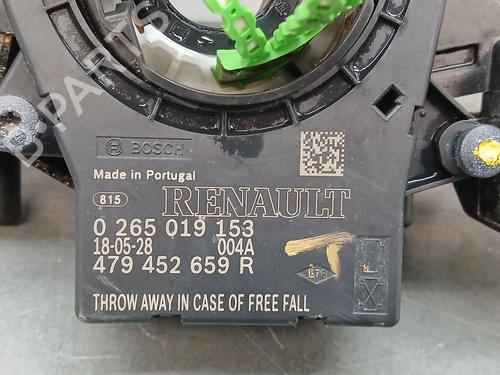 B-PARTS
BOSCH
Made in Portugal
815 RENAULT
0 265 019 153
18-05-28 004A
479 452 659 R
THROW AWAY IN CASE OF FREE FALL